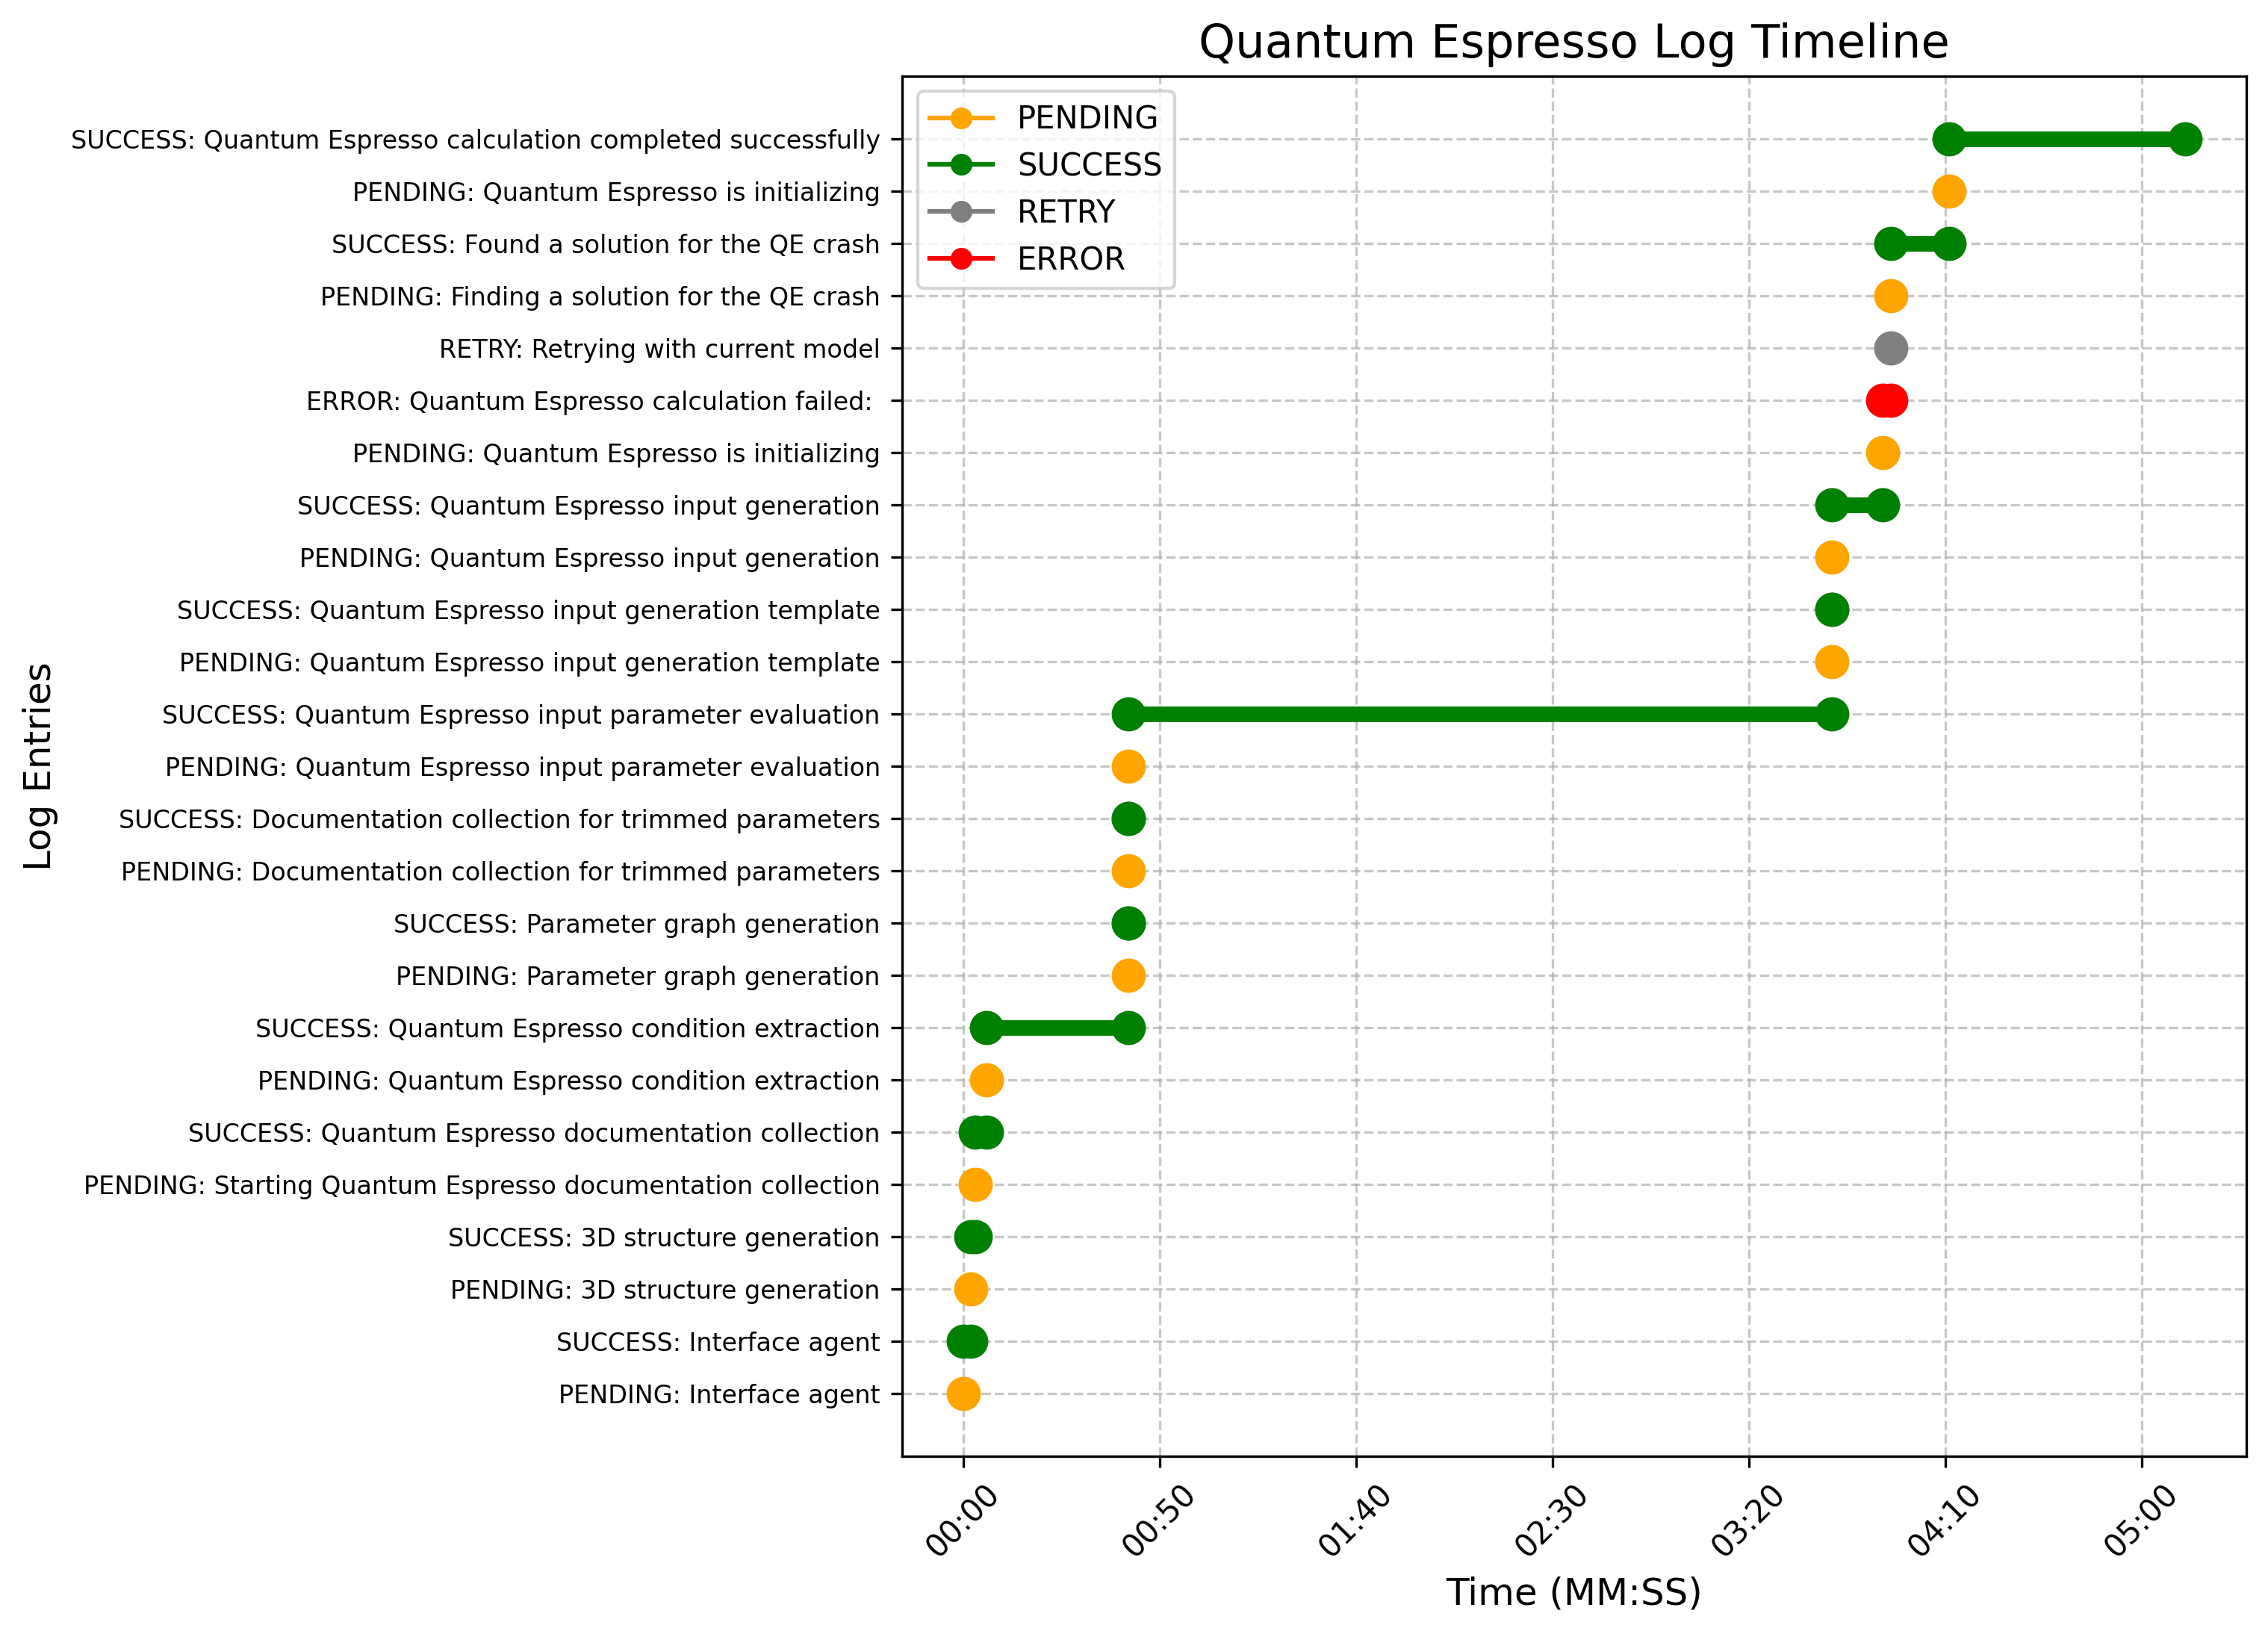 Quantum Espresso Log Timeline
PENDING
SUCCESS
RETRY
ERROR
SUCCESS: Quantum Espresso calculation completed successfully
PENDING: Quantum Espresso is initializing
SUCCESS: Found a solution for the QE crash
PENDING: Finding a solution for the QE crash
RETRY: Retrying with current model
ERROR: Quantum Espresso calculation failed:
PENDING: Quantum Espresso is initializing
SUCCESS: Quantum Espresso input generation
PENDING: Quantum Espresso input generation
SUCCESS: Quantum Espresso input generation template
PENDING: Quantum Espresso input generation template
SUCCESS: Quantum Espresso input parameter evaluation
PENDING: Quantum Espresso input parameter evaluation
SUCCESS: Documentation collection for trimmed parameters
PENDING: Documentation collection for trimmed parameters
SUCCESS: Parameter graph generation
PENDING: Parameter graph generation
SUCCESS: Quantum Espresso condition extraction
PENDING: Quantum Espresso condition extraction
SUCCESS: Quantum Espresso documentation collection
PENDING: Starting Quantum Espresso documentation collection
SUCCESS: 3D structure generation
PENDING: 3D structure generation
SUCCESS: Interface agent
PENDING: Interface agent
Log Entries
00:00
00:50
01:40
02:30
03:20
04:10
05:00
Time (MM:SS)